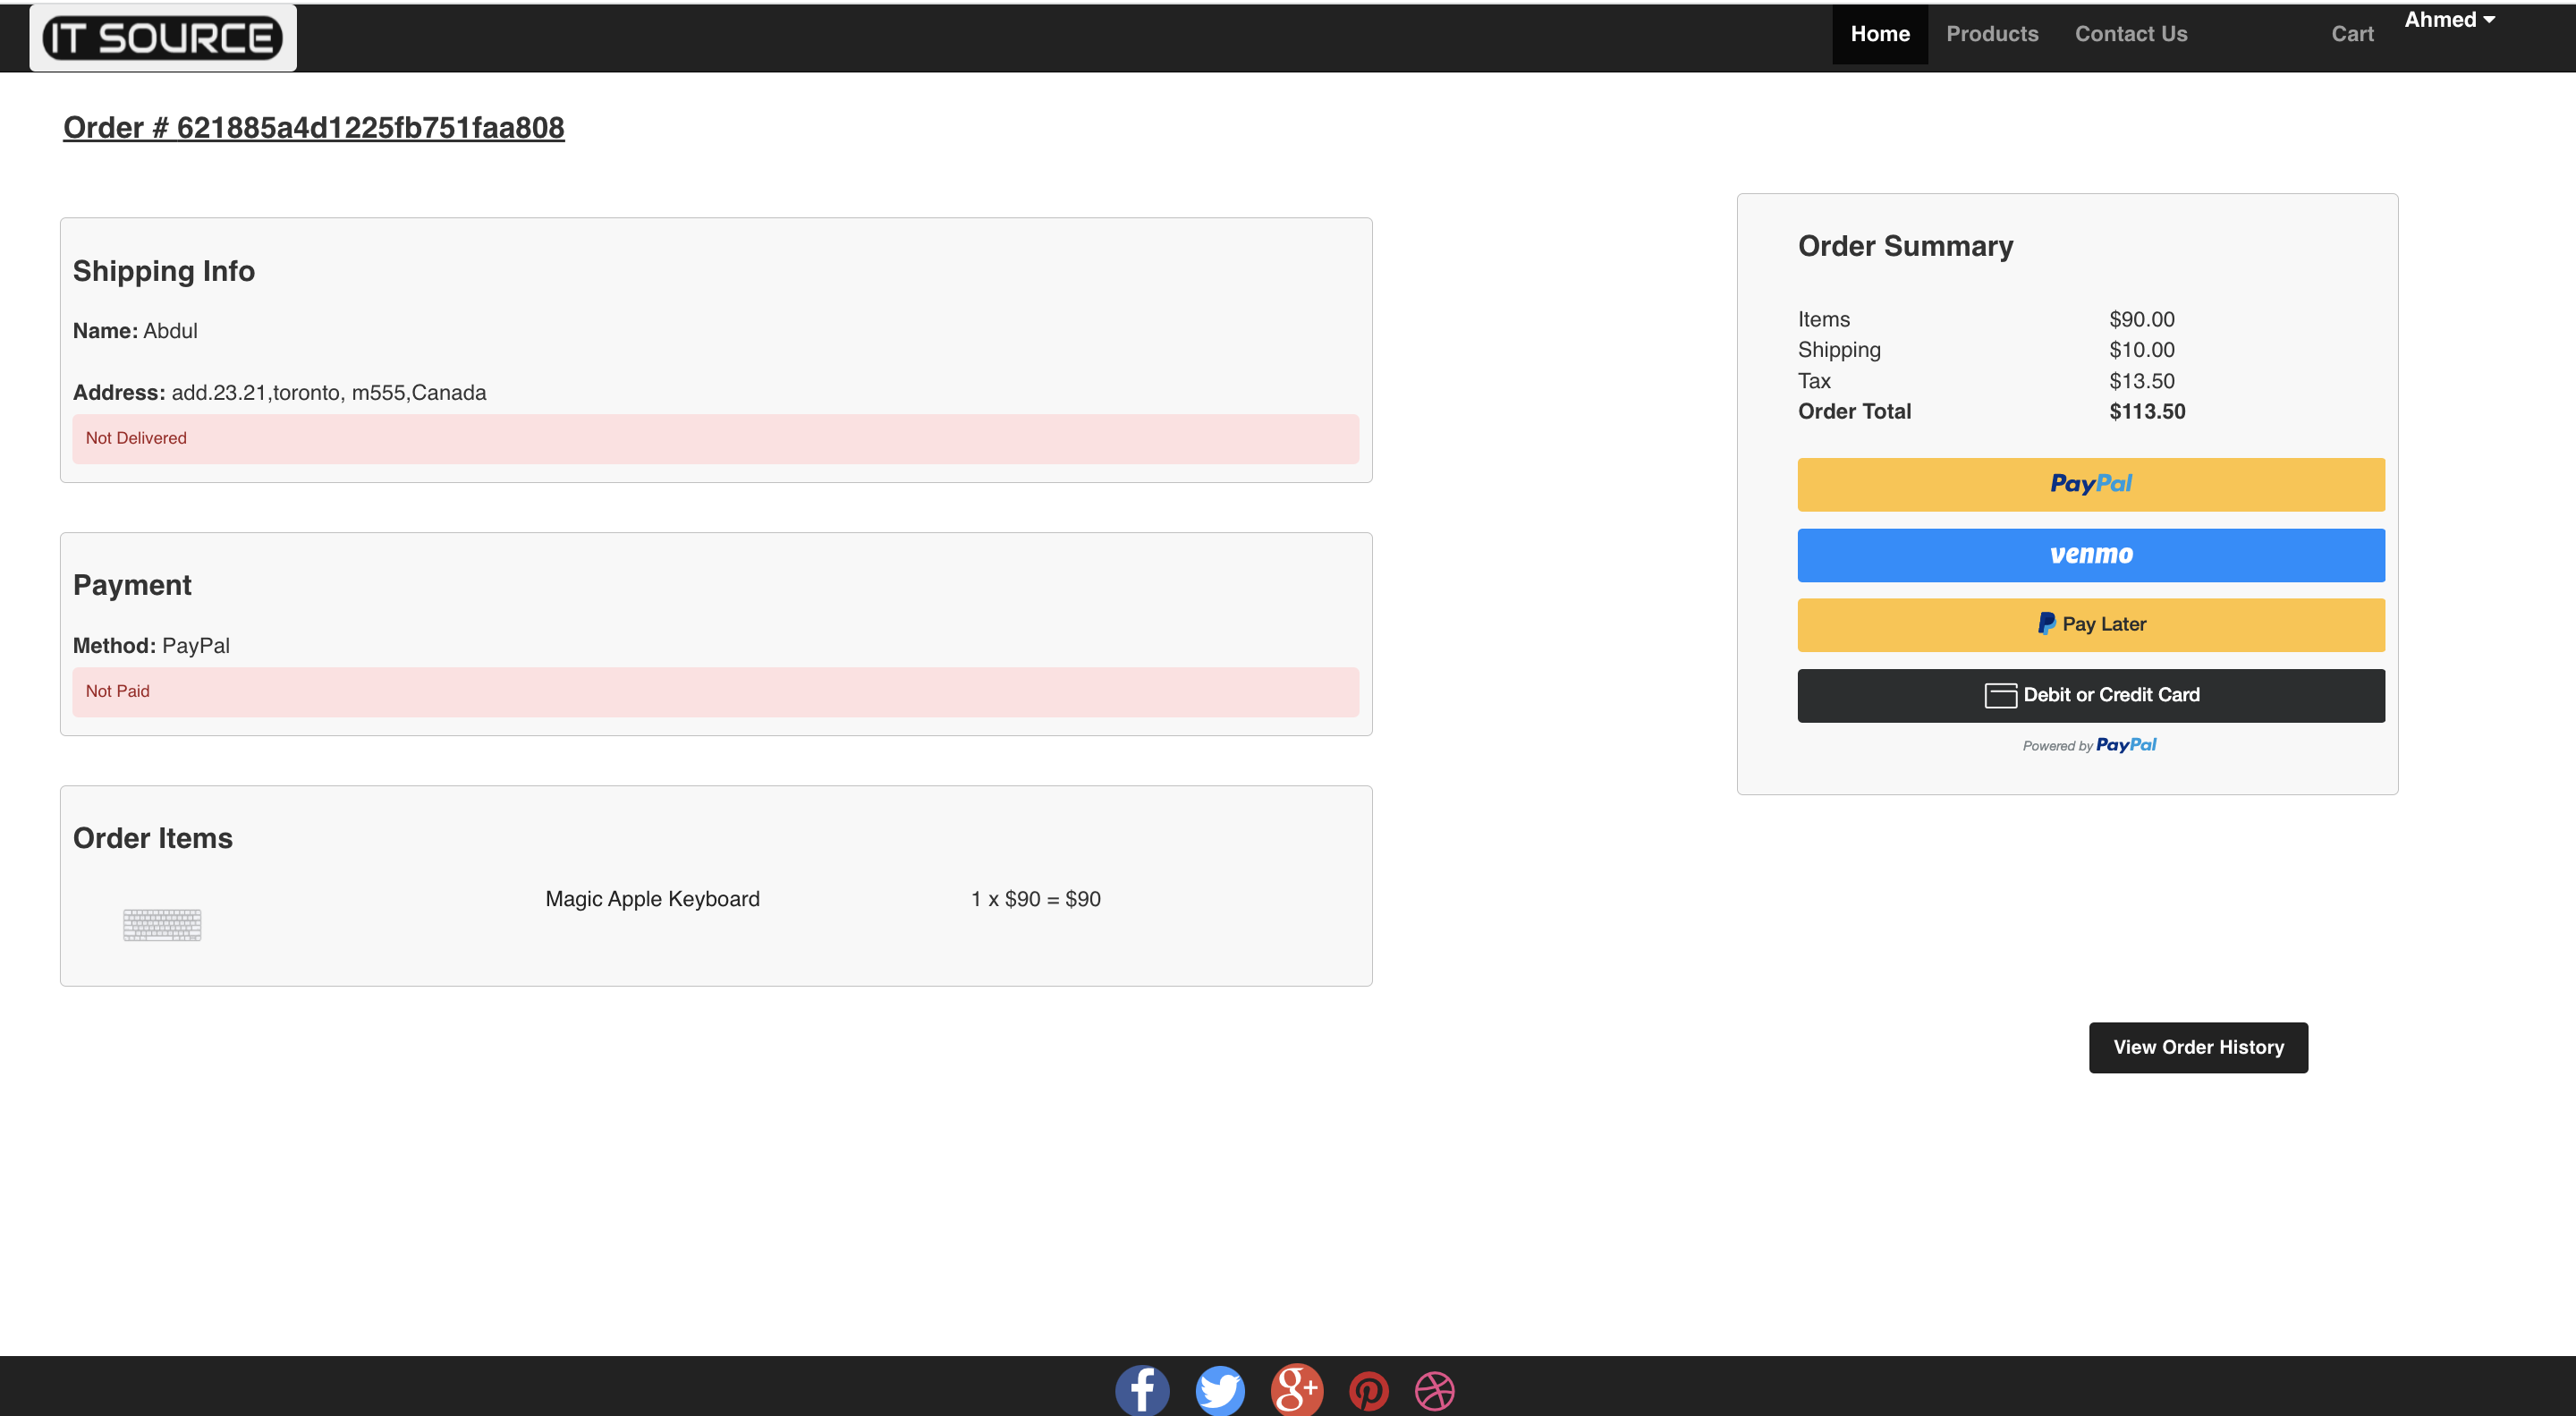 IT SOURCE
Home Products Contact Us Cart Ahmed
Order # 621885a4d1225fb751faa808
Shipping Info
Name: Abdul
Address: add.23.21,toronto, m555,Canada
Not Delivered
Payment
Method: PayPal
Not Paid
Order Items
Magic Apple Keyboard 1 x $90 = $90
Order Summary
Items $90.00
Shipping $10.00
Tax $13.50
Order Total $113.50
PayPal
venmo
Pay Later
Debit or Credit Card
Powered by PayPal
View Order History